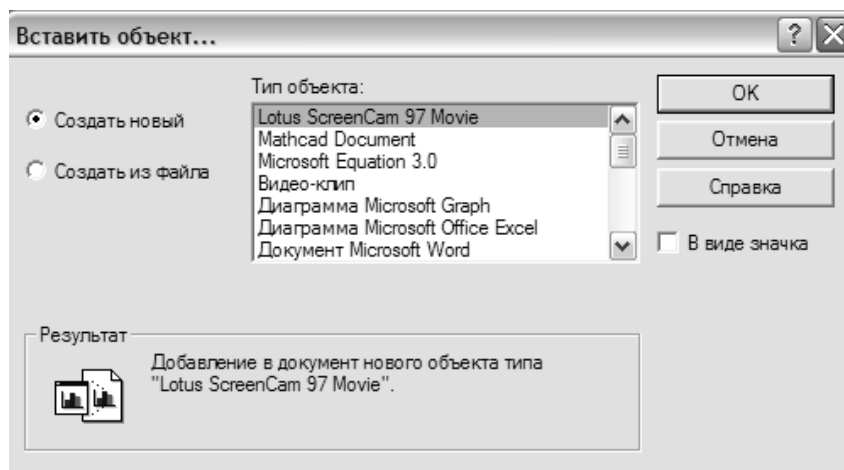 Вставить объект...
Тип объекта:
Создать новый
Создать из файла
Lotus ScreenCam 97 Movie
Mathcad Document
Microsoft Equation 3.0
Видео-клип
Диаграмма Microsoft Graph
Диаграмма Microsoft Office Excel
Документ Microsoft Word
OK
Отмена
Справка
В виде значка
Результат
Добавление в документ нового объекта типа
"Lotus ScreenCam 97 Movie".